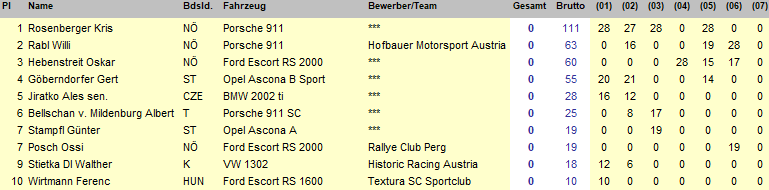 Pl Name Bdsld. Fahrzeug Bewerber/Team Gesamt Brutto (01) (02) (03) (04) (05) (06) (07)
1 Rosenberger Kris NÖ Porsche 911 *** 0 111 28 27 28 0 28 0 0
2 Rabl Willi NÖ Porsche 911 Hofbauer Motorsport Austria 0 63 0 16 0 0 19 28 0
3 Hebenstreit Oskar NÖ Ford Escort RS 2000 *** 0 60 0 0 0 28 15 17 0
4 Göberndorfer Gert ST Opel Ascona B Sport *** 0 55 20 21 0 0 14 0 0
5 Jiratko Ales sen. CZE BMW 2002 ti *** 0 28 16 12 0 0 0 0 0
6 Bellschan v. Mildenburg Albert T Porsche 911 SC *** 0 25 0 8 17 0 0 0 0
7 Stampfl Günter ST Opel Ascona A *** 0 19 0 0 19 0 0 0 0
7 Posch Ossi NÖ Ford Escort RS 2000 Rallye Club Perg 0 19 0 0 0 0 0 19 0
9 Stietka DI Walther K VW 1302 Historic Racing Austria 0 18 12 6 0 0 0 0 0
10 Wirtmann Ferenc HUN Ford Escort RS 1600 Textura SC Sportclub 0 10 10 0 0 0 0 0 0